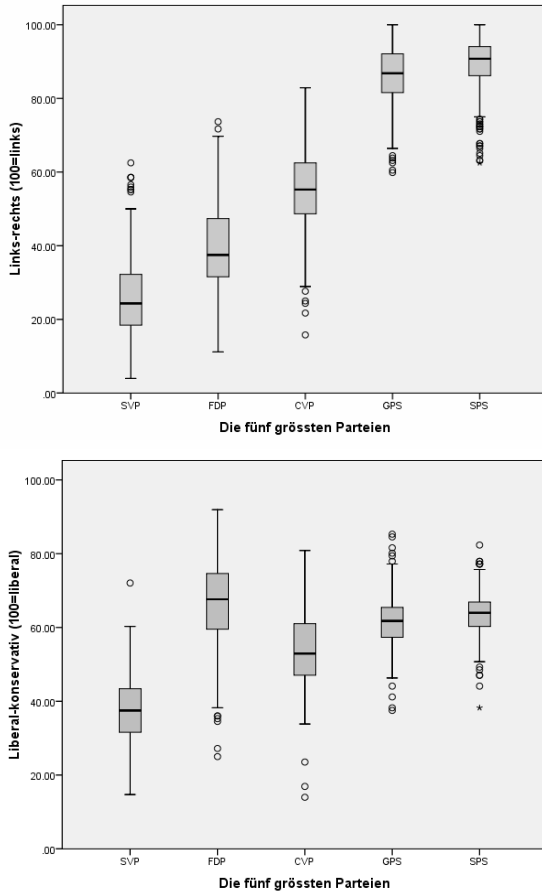 Links-rechts (100=links)
100.00
80.00
60.00
40.00
20.00
.00
SVP FDP CVP GPS SPS
Die fünf grössten Parteien
Liberal-konservativ (100=liberal)
100.00
80.00
60.00
40.00
20.00
.00
SVP FDP CVP GPS SPS
Die fünf grössten Parteien